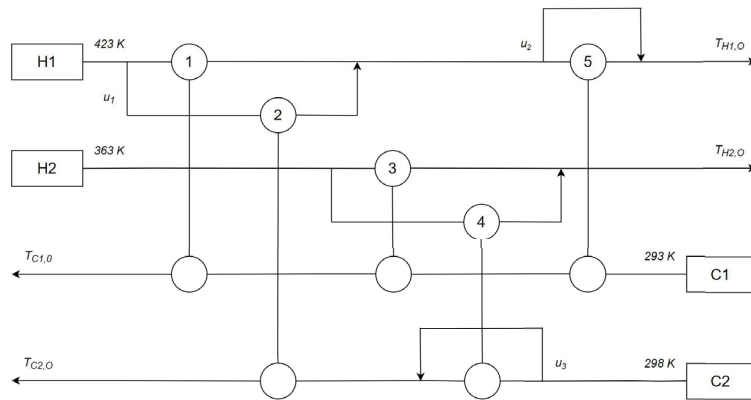 423 K
H1
1
u2
5
TH1,O
u1
2
363 K
H2
3
TH2,O
4
TC1,0
293 K
C1
TC2,O
u3
298 K
C2